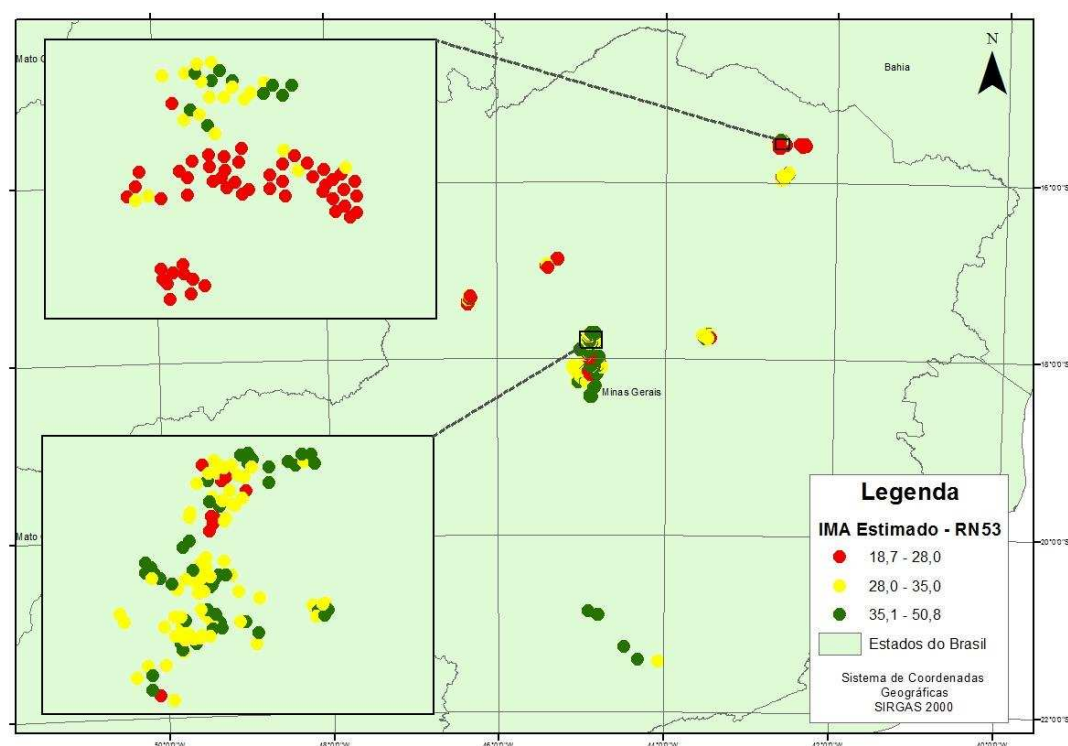 Mato
Bahia
N
16°0'0"S
18°0'0"S
Minas Gerais
Legenda
IMA Estimado - RN53
18,7 - 28,0
28,0 - 35,0
35,1 - 50,8
Estados do Brasil
Sistema de Coordenadas
Geográficas
SIRGAS 2000
20°0'0"S
Mato
22°0'0"S